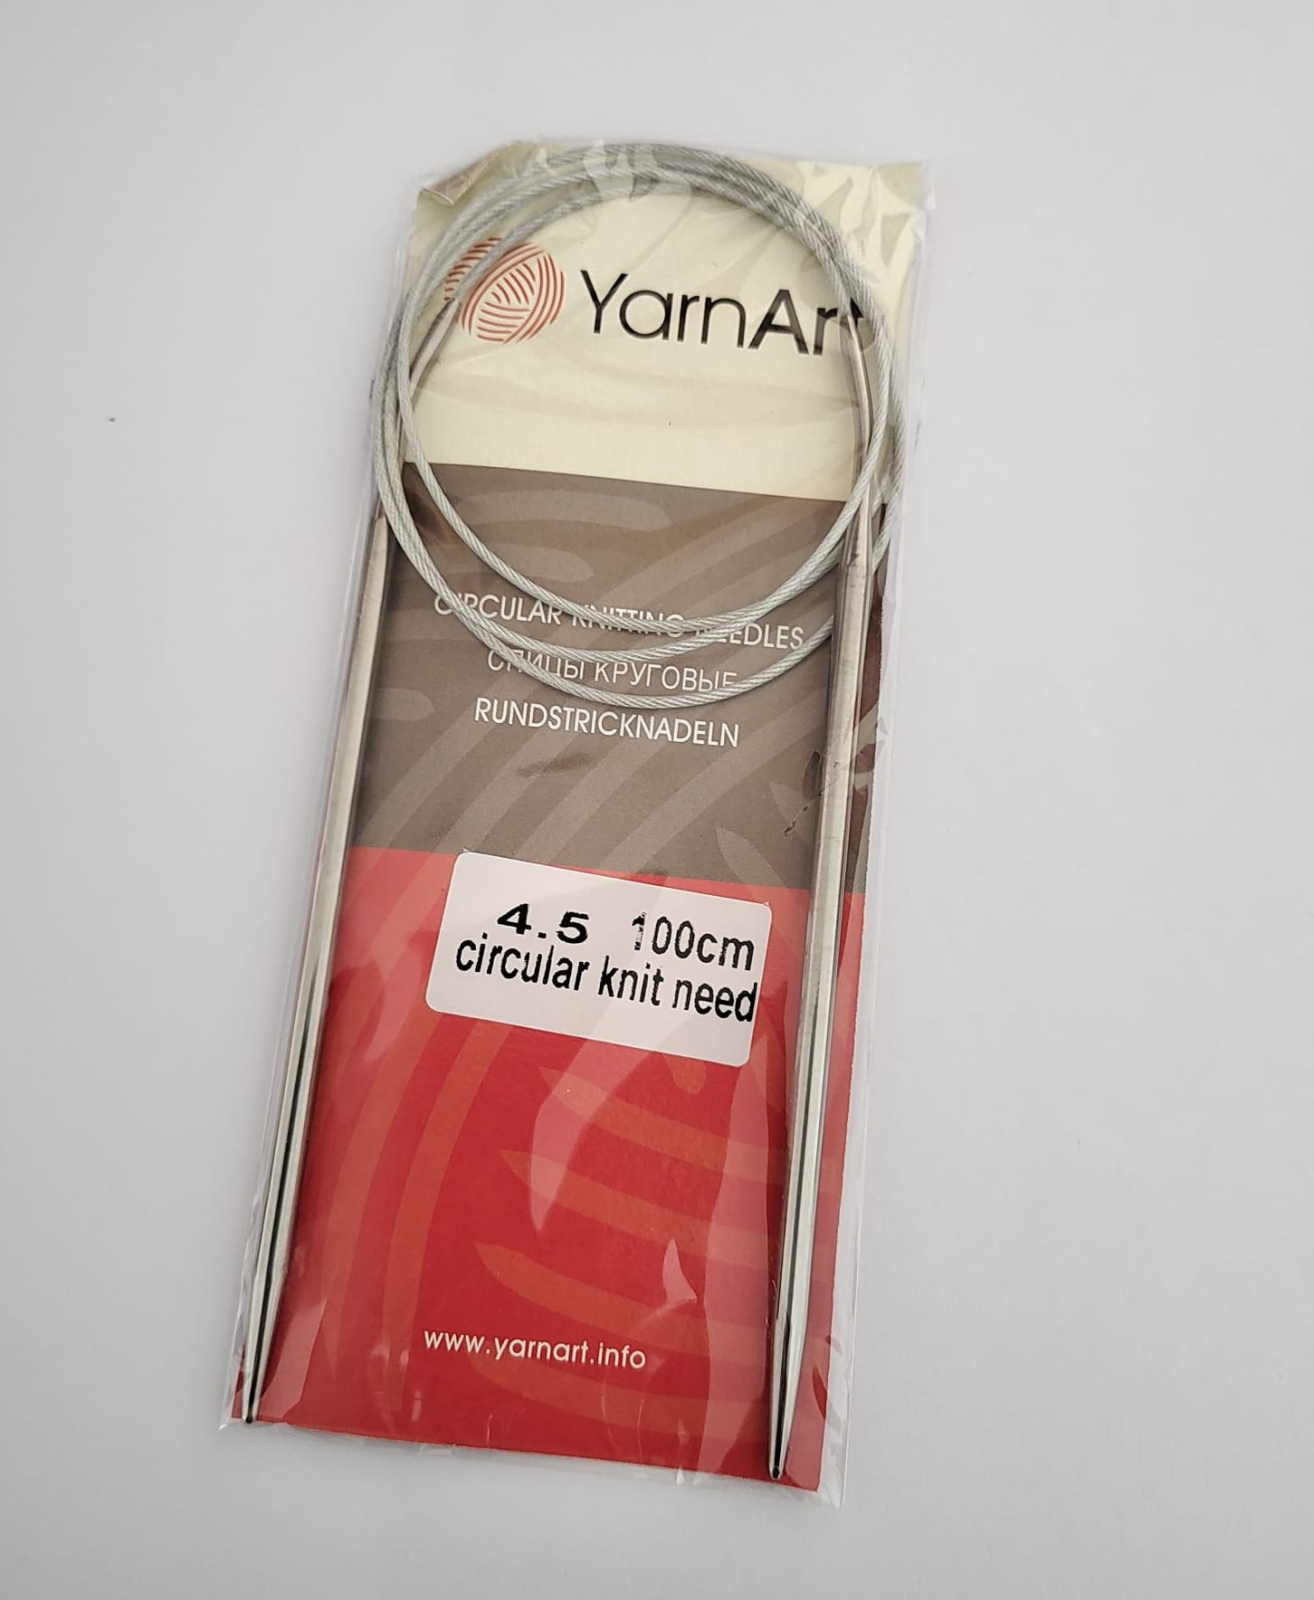 YarnArt
CIRCULAR KNITTING NEEDLES
СПИЦЫ КРУГОВЫЕ
RUNDSTRICKNADELN
4.5 100cm
circular knit need
www.yarnart.info